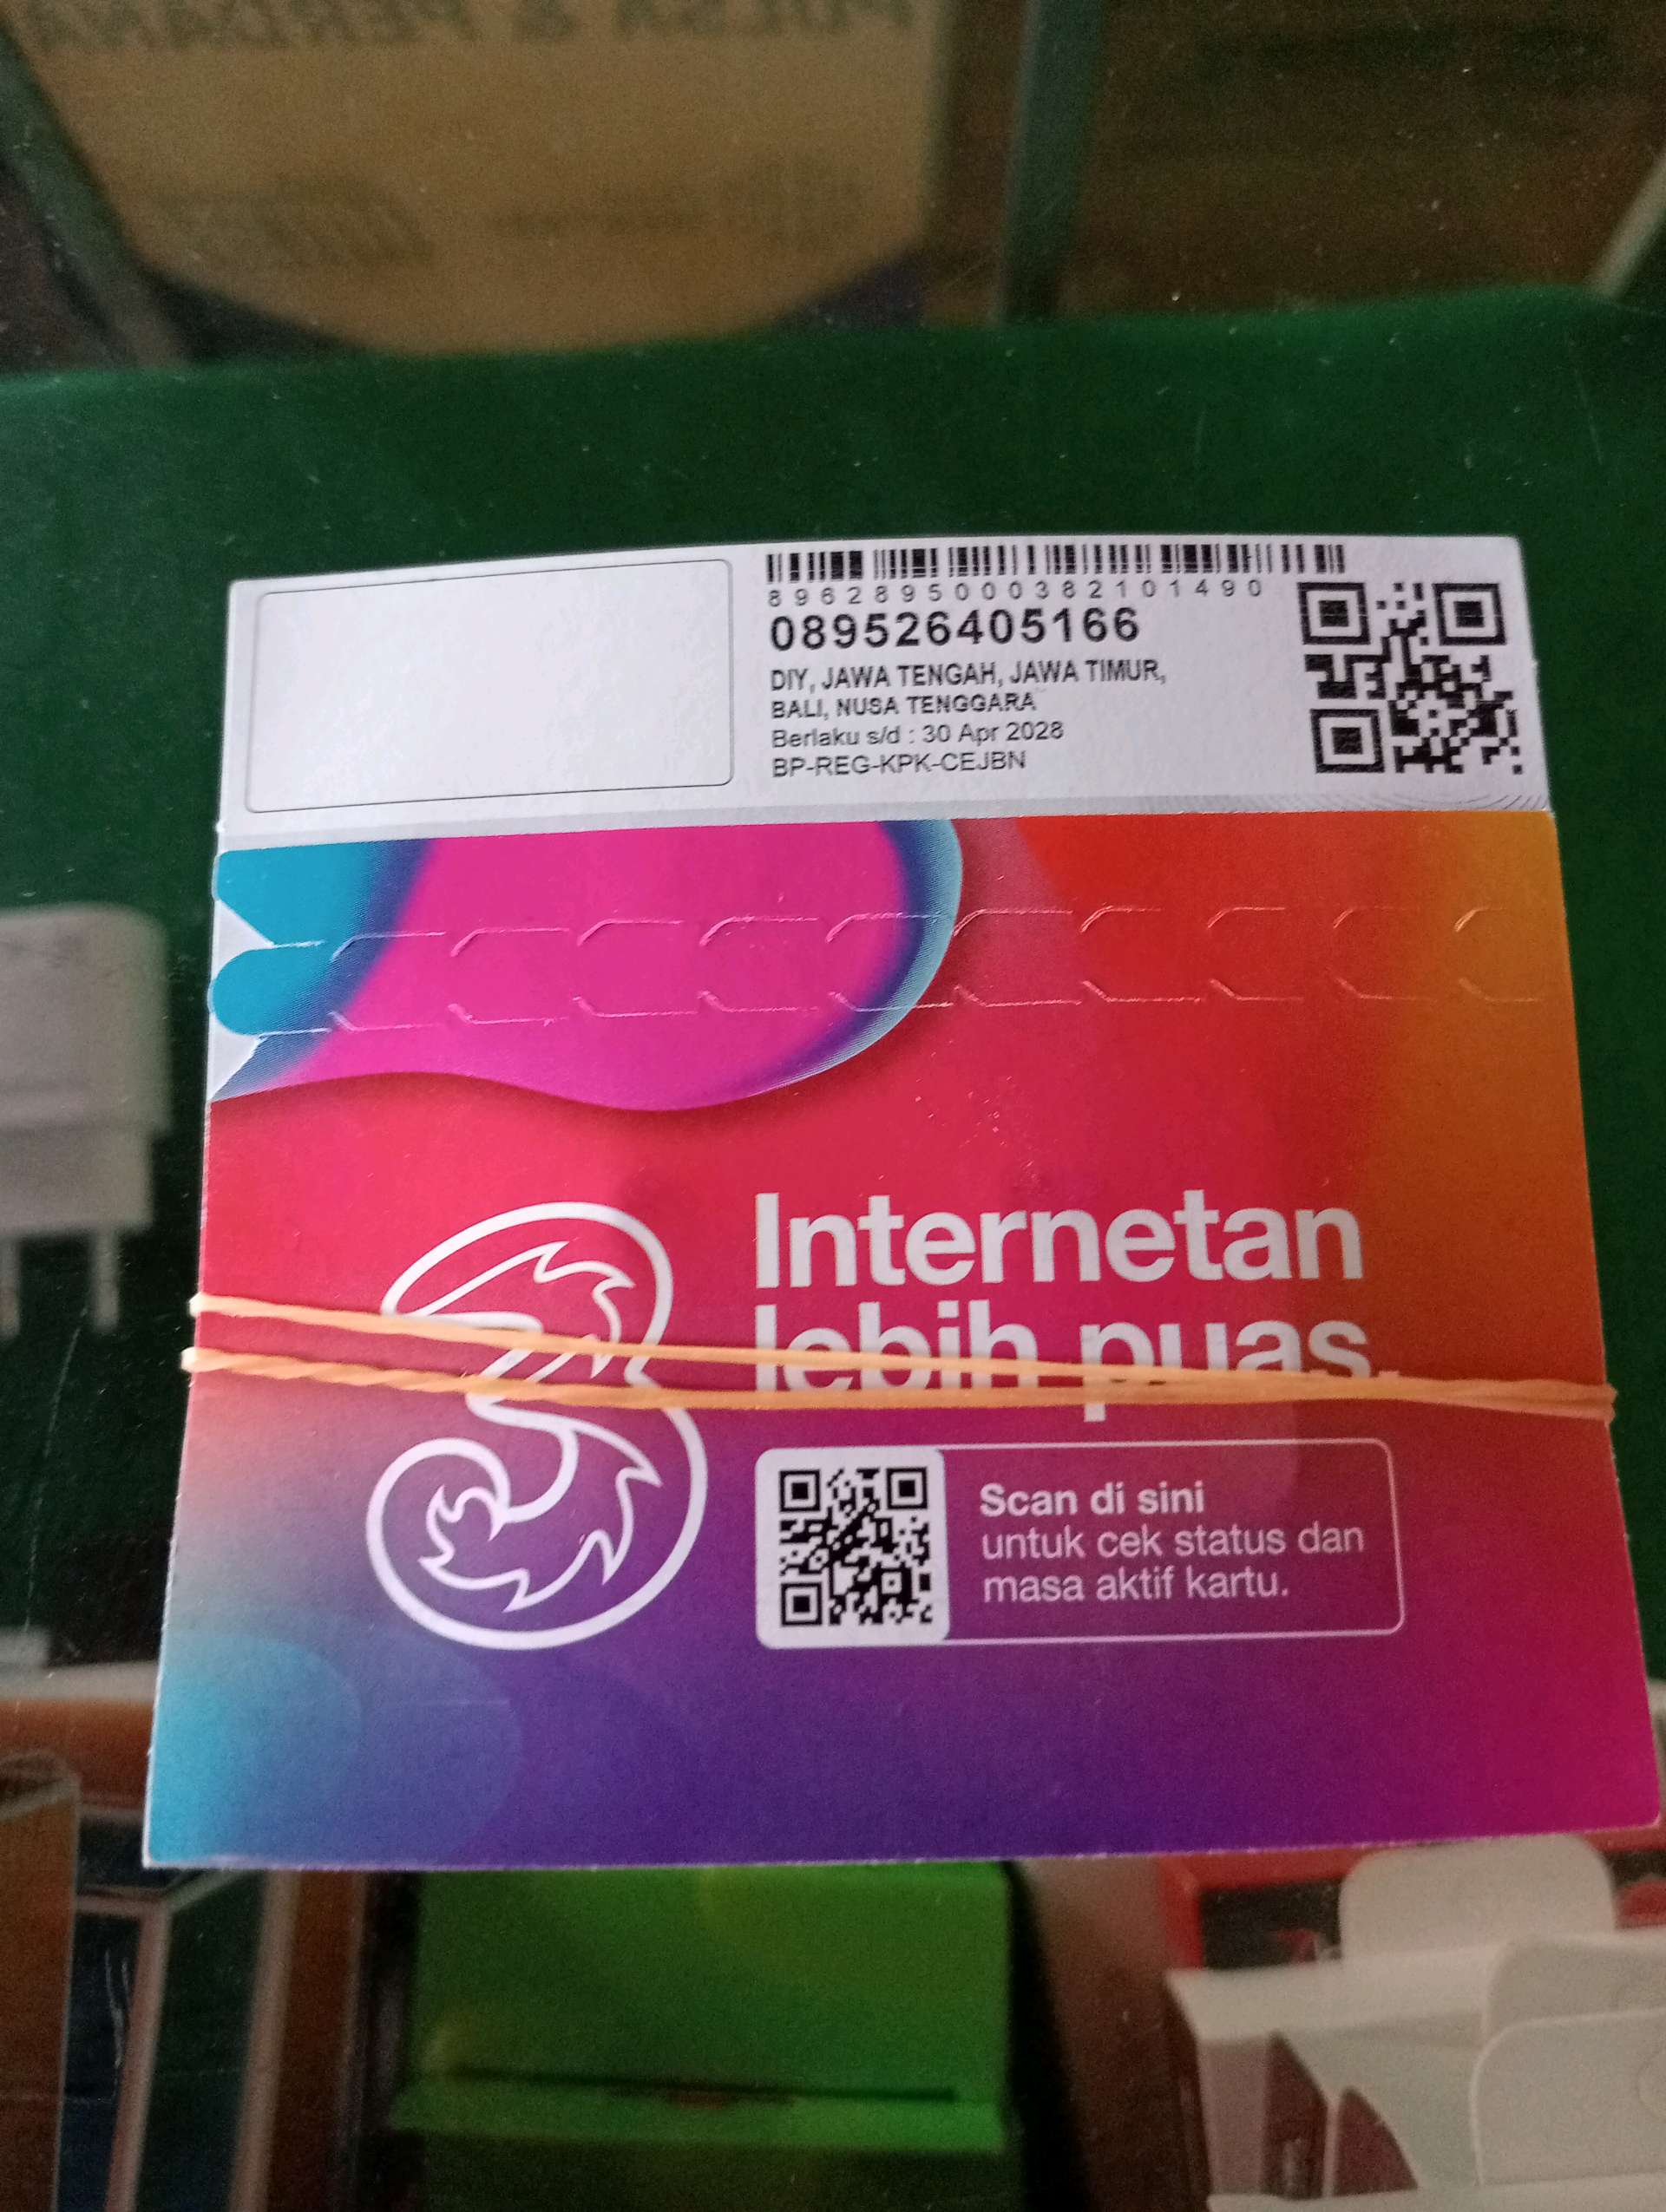 8962895000382101490
089526405166
DIY, JAWA TENGAH, JAWA TIMUR,
BALI, NUSA TENGGARA
Berlaku s/d : 30 Apr 2028
BP-REG-KPK-CEJBN
3
Internetan
lebih puas.
Scan di sini
untuk cek status dan
masa aktif kartu.